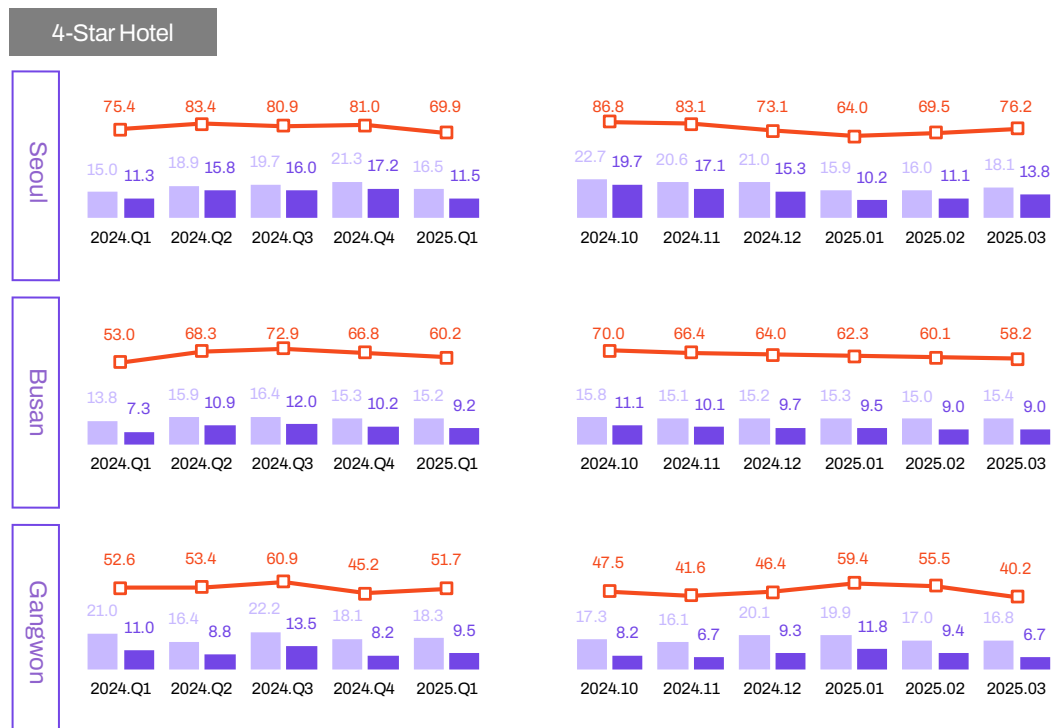 4-Star Hotel
Seoul
75.4 83.4 80.9 81.0 69.9
15.0 11.3 18.9 15.8 19.7 16.0 21.3 17.2 16.5 11.5
2024.Q1 2024.Q2 2024.Q3 2024.Q4 2025.Q1
86.8 83.1 73.1 64.0 69.5 76.2
22.7 19.7 20.6 17.1 21.0 15.3 15.9 10.2 16.0 11.1 18.1 13.8
2024.10 2024.11 2024.12 2025.01 2025.02 2025.03
Busan
53.0 68.3 72.9 66.8 60.2
13.8 7.3 15.9 10.9 16.4 12.0 15.3 10.2 15.2 9.2
2024.Q1 2024.Q2 2024.Q3 2024.Q4 2025.Q1
70.0 66.4 64.0 62.3 60.1 58.2
15.8 11.1 15.1 10.1 15.2 9.7 15.3 9.5 15.0 9.0 15.4 9.0
2024.10 2024.11 2024.12 2025.01 2025.02 2025.03
Gangwon
52.6 53.4 60.9 45.2 51.7
21.0 11.0 16.4 8.8 22.2 13.5 18.1 8.2 18.3 9.5
2024.Q1 2024.Q2 2024.Q3 2024.Q4 2025.Q1
47.5 41.6 46.4 59.4 55.5 40.2
17.3 8.2 16.1 6.7 20.1 9.3 19.9 11.8 17.0 9.4 16.8 6.7
2024.10 2024.11 2024.12 2025.01 2025.02 2025.03